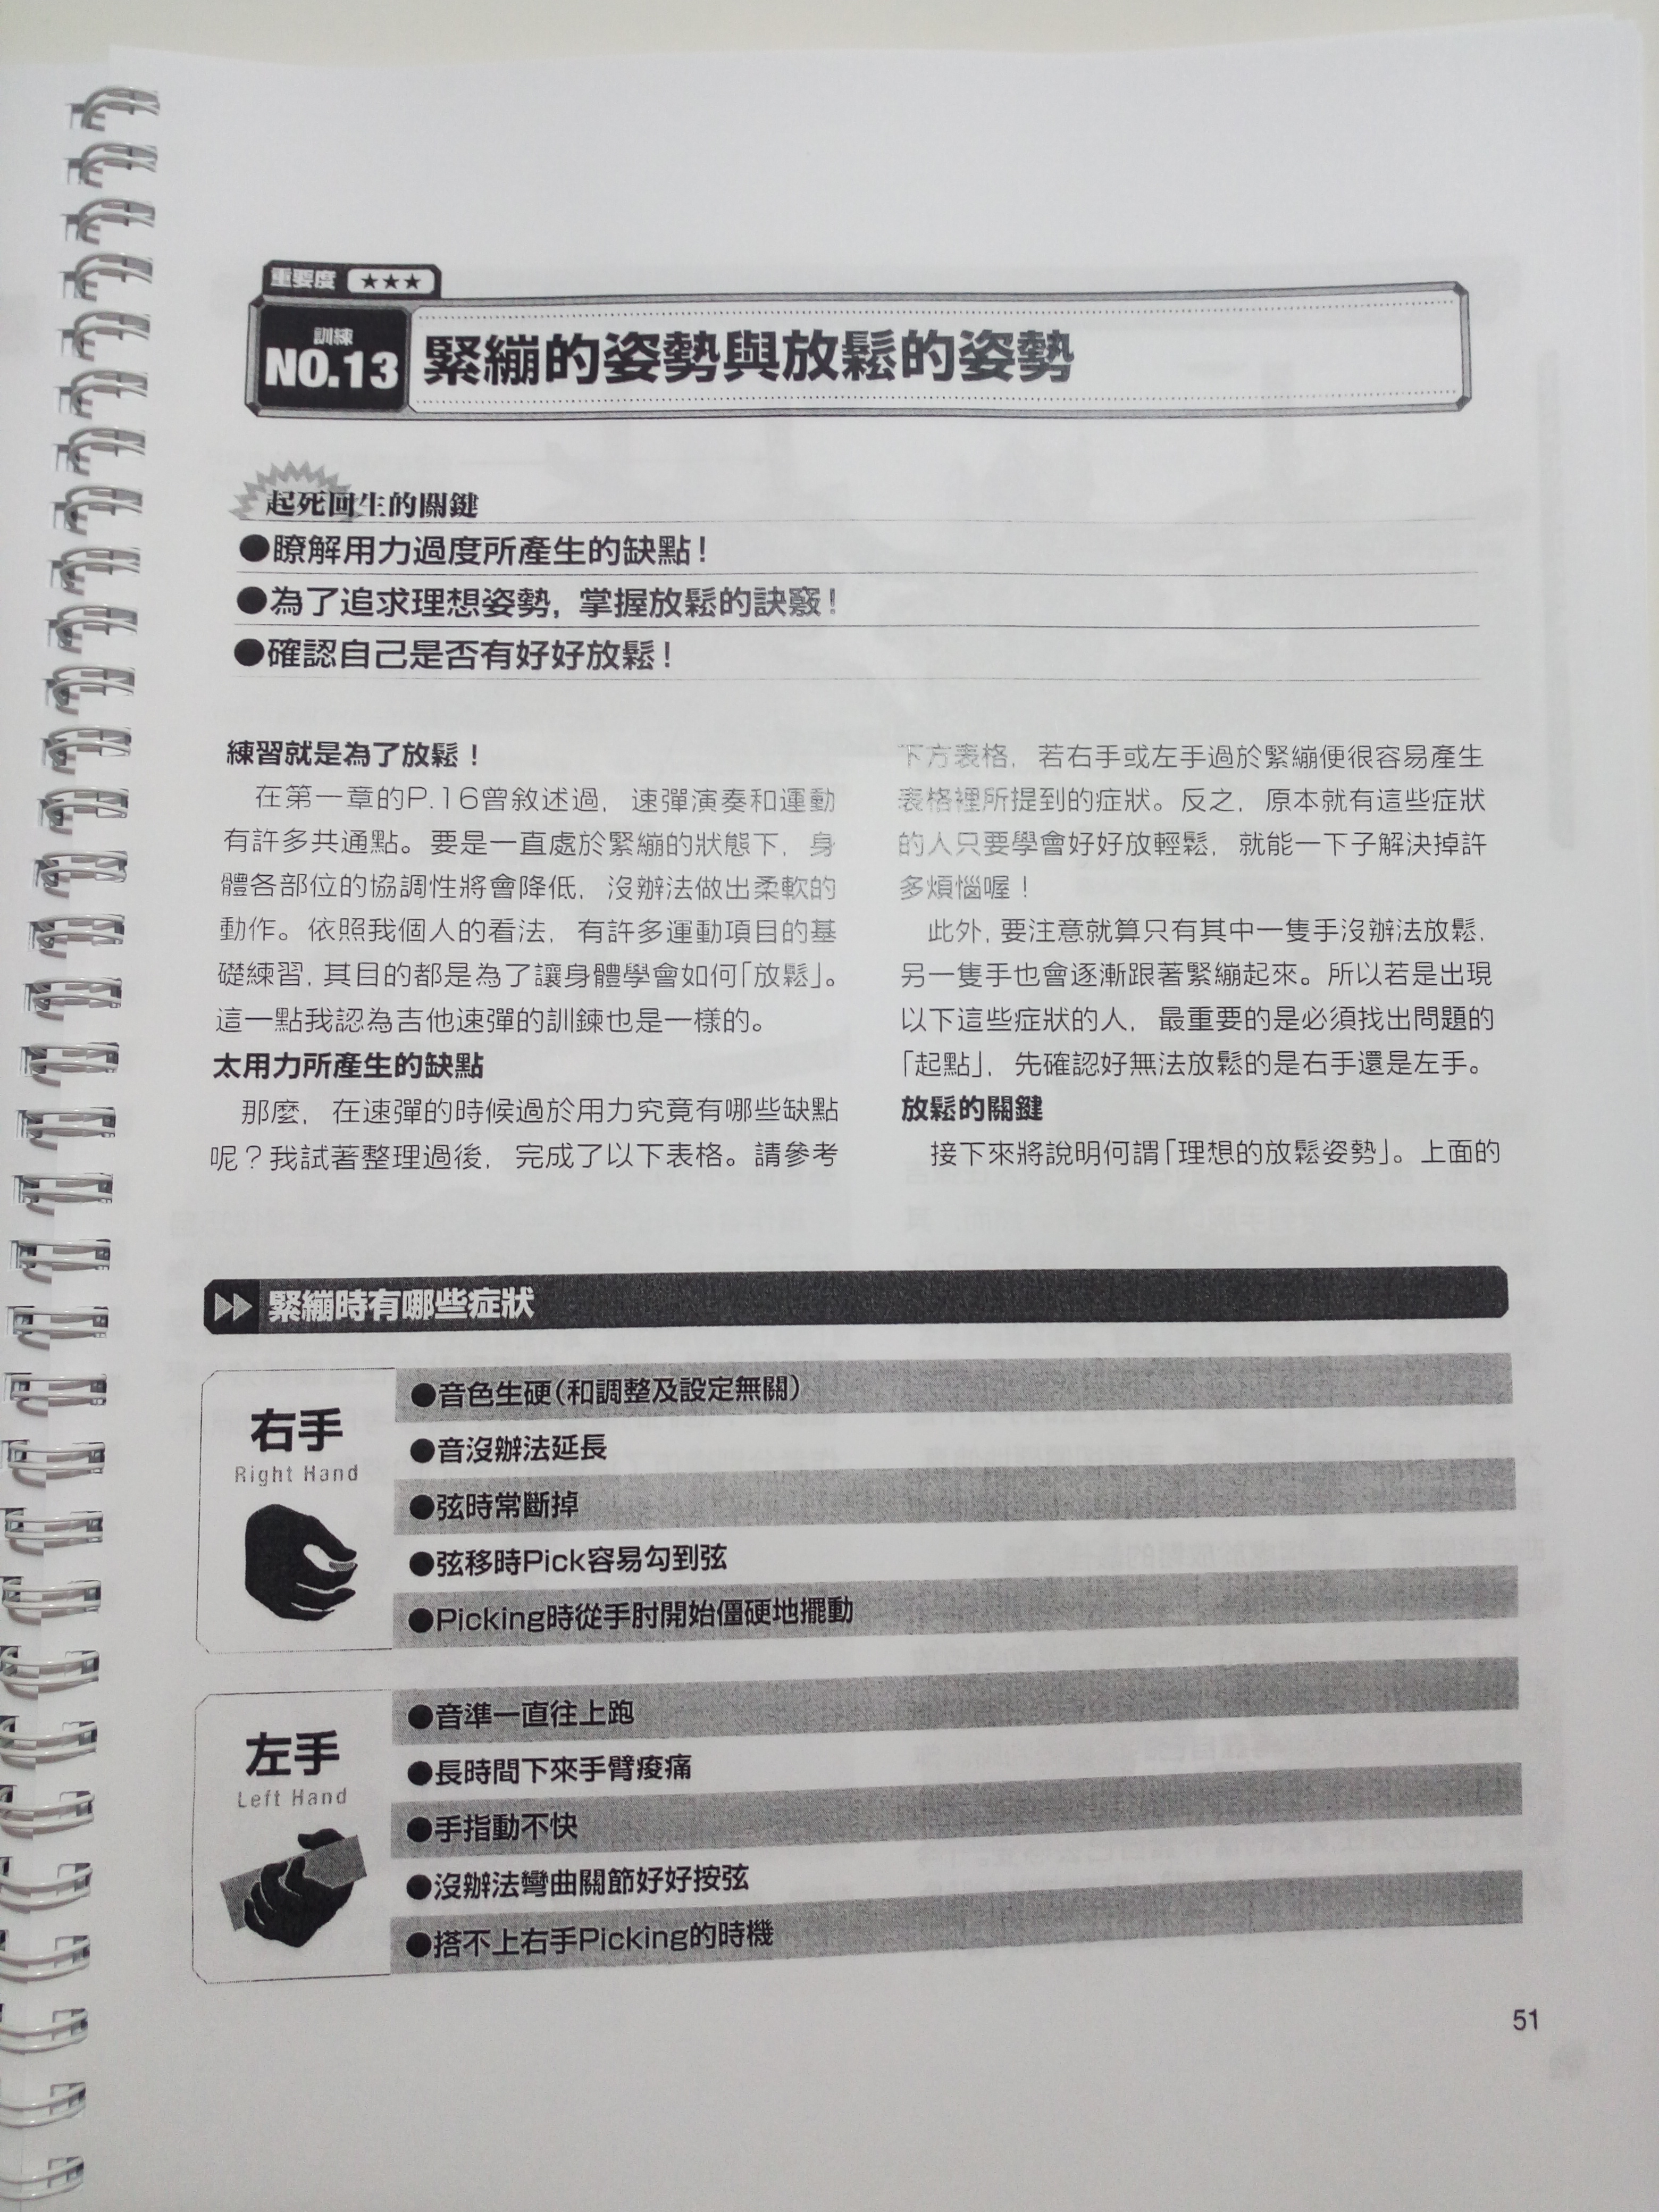 重要度 ★★★
訓練
NO.13
緊繃的姿勢與放鬆的姿勢
起死回生的關鍵
●瞭解用力過度所產生的缺點！
●為了追求理想姿勢，掌握放鬆的訣竅！
●確認自己是否有好好放鬆！
練習就是為了放鬆！
在第一章的P.16曾敘述過，速彈演奏和運動
有許多共通點。要是一直處於緊繃的狀態下，身
體各部位的協調性將會降低，沒辦法做出柔軟的
動作。依照我個人的看法，有許多運動項目的基
礎練習，其目的都是為了讓身體學會如何「放鬆」。
這一點我認為吉他速彈的訓鍊也是一樣的。
太用力所產生的缺點
那麼，在速彈的時候過於用力究竟有哪些缺點
呢？我試著整理過後，完成了以下表格。請參考
下方表格，若右手或左手過於緊繃便很容易產生
表格裡所提到的症狀。反之，原本就有這些症狀
的人只要學會好好放輕鬆，就能一下子解決掉許
多煩惱喔！
此外，要注意就算只有其中一隻手沒辦法放鬆，
另一隻手也會逐漸跟著緊繃起來。所以若是出現
以下這些症狀的人，最重要的是必須找出問題的
「起點」，先確認好無法放鬆的是右手還是左手。
放鬆的關鍵
接下來將說明何謂「理想的放鬆姿勢」。上面的
緊繃時有哪些症狀
右手
Right Hand
●音色生硬（和調整及設定無關）
●音沒辦法延長
●弦時常斷掉
●弦移時Pick容易勾到弦
●Picking時從手肘開始僵硬地擺動
左手
Left Hand
●音準一直往上跑
●長時間下來手臂痠痛
●手指動不快
●沒辦法彎曲關節好好按弦
●搭不上右手Picking的時機
51